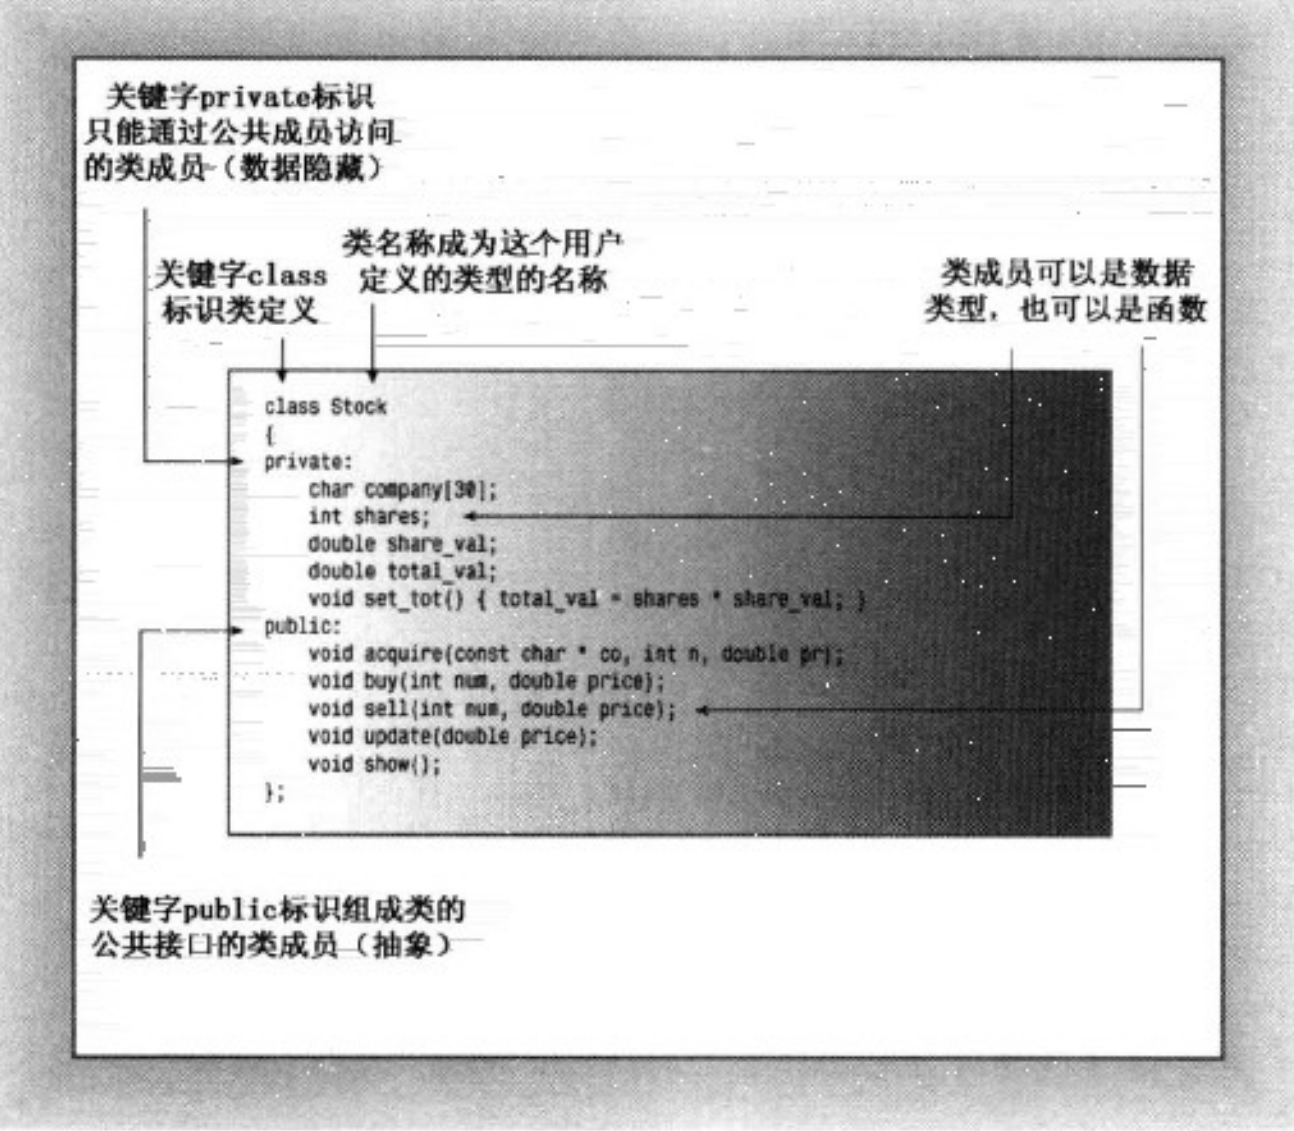 关键字private标识
只能通过公共成员访问
的类成员（数据隐藏）
类名称成为这个用户
定义的类型的名称
关键字class
标识类定义
类成员可以是数据
类型，也可以是函数
class Stock
{
private:
char company[30];
int shares;
double share_val;
double total_val;
void set_tot() { total_val = shares * share_val; }
public:
void acquire(const char * co, int n, double pr);
void buy(int num, double price);
void sell(int num, double price);
void update(double price);
void show();
};
关键字public标识组成类的
公共接口的类成员（抽象）